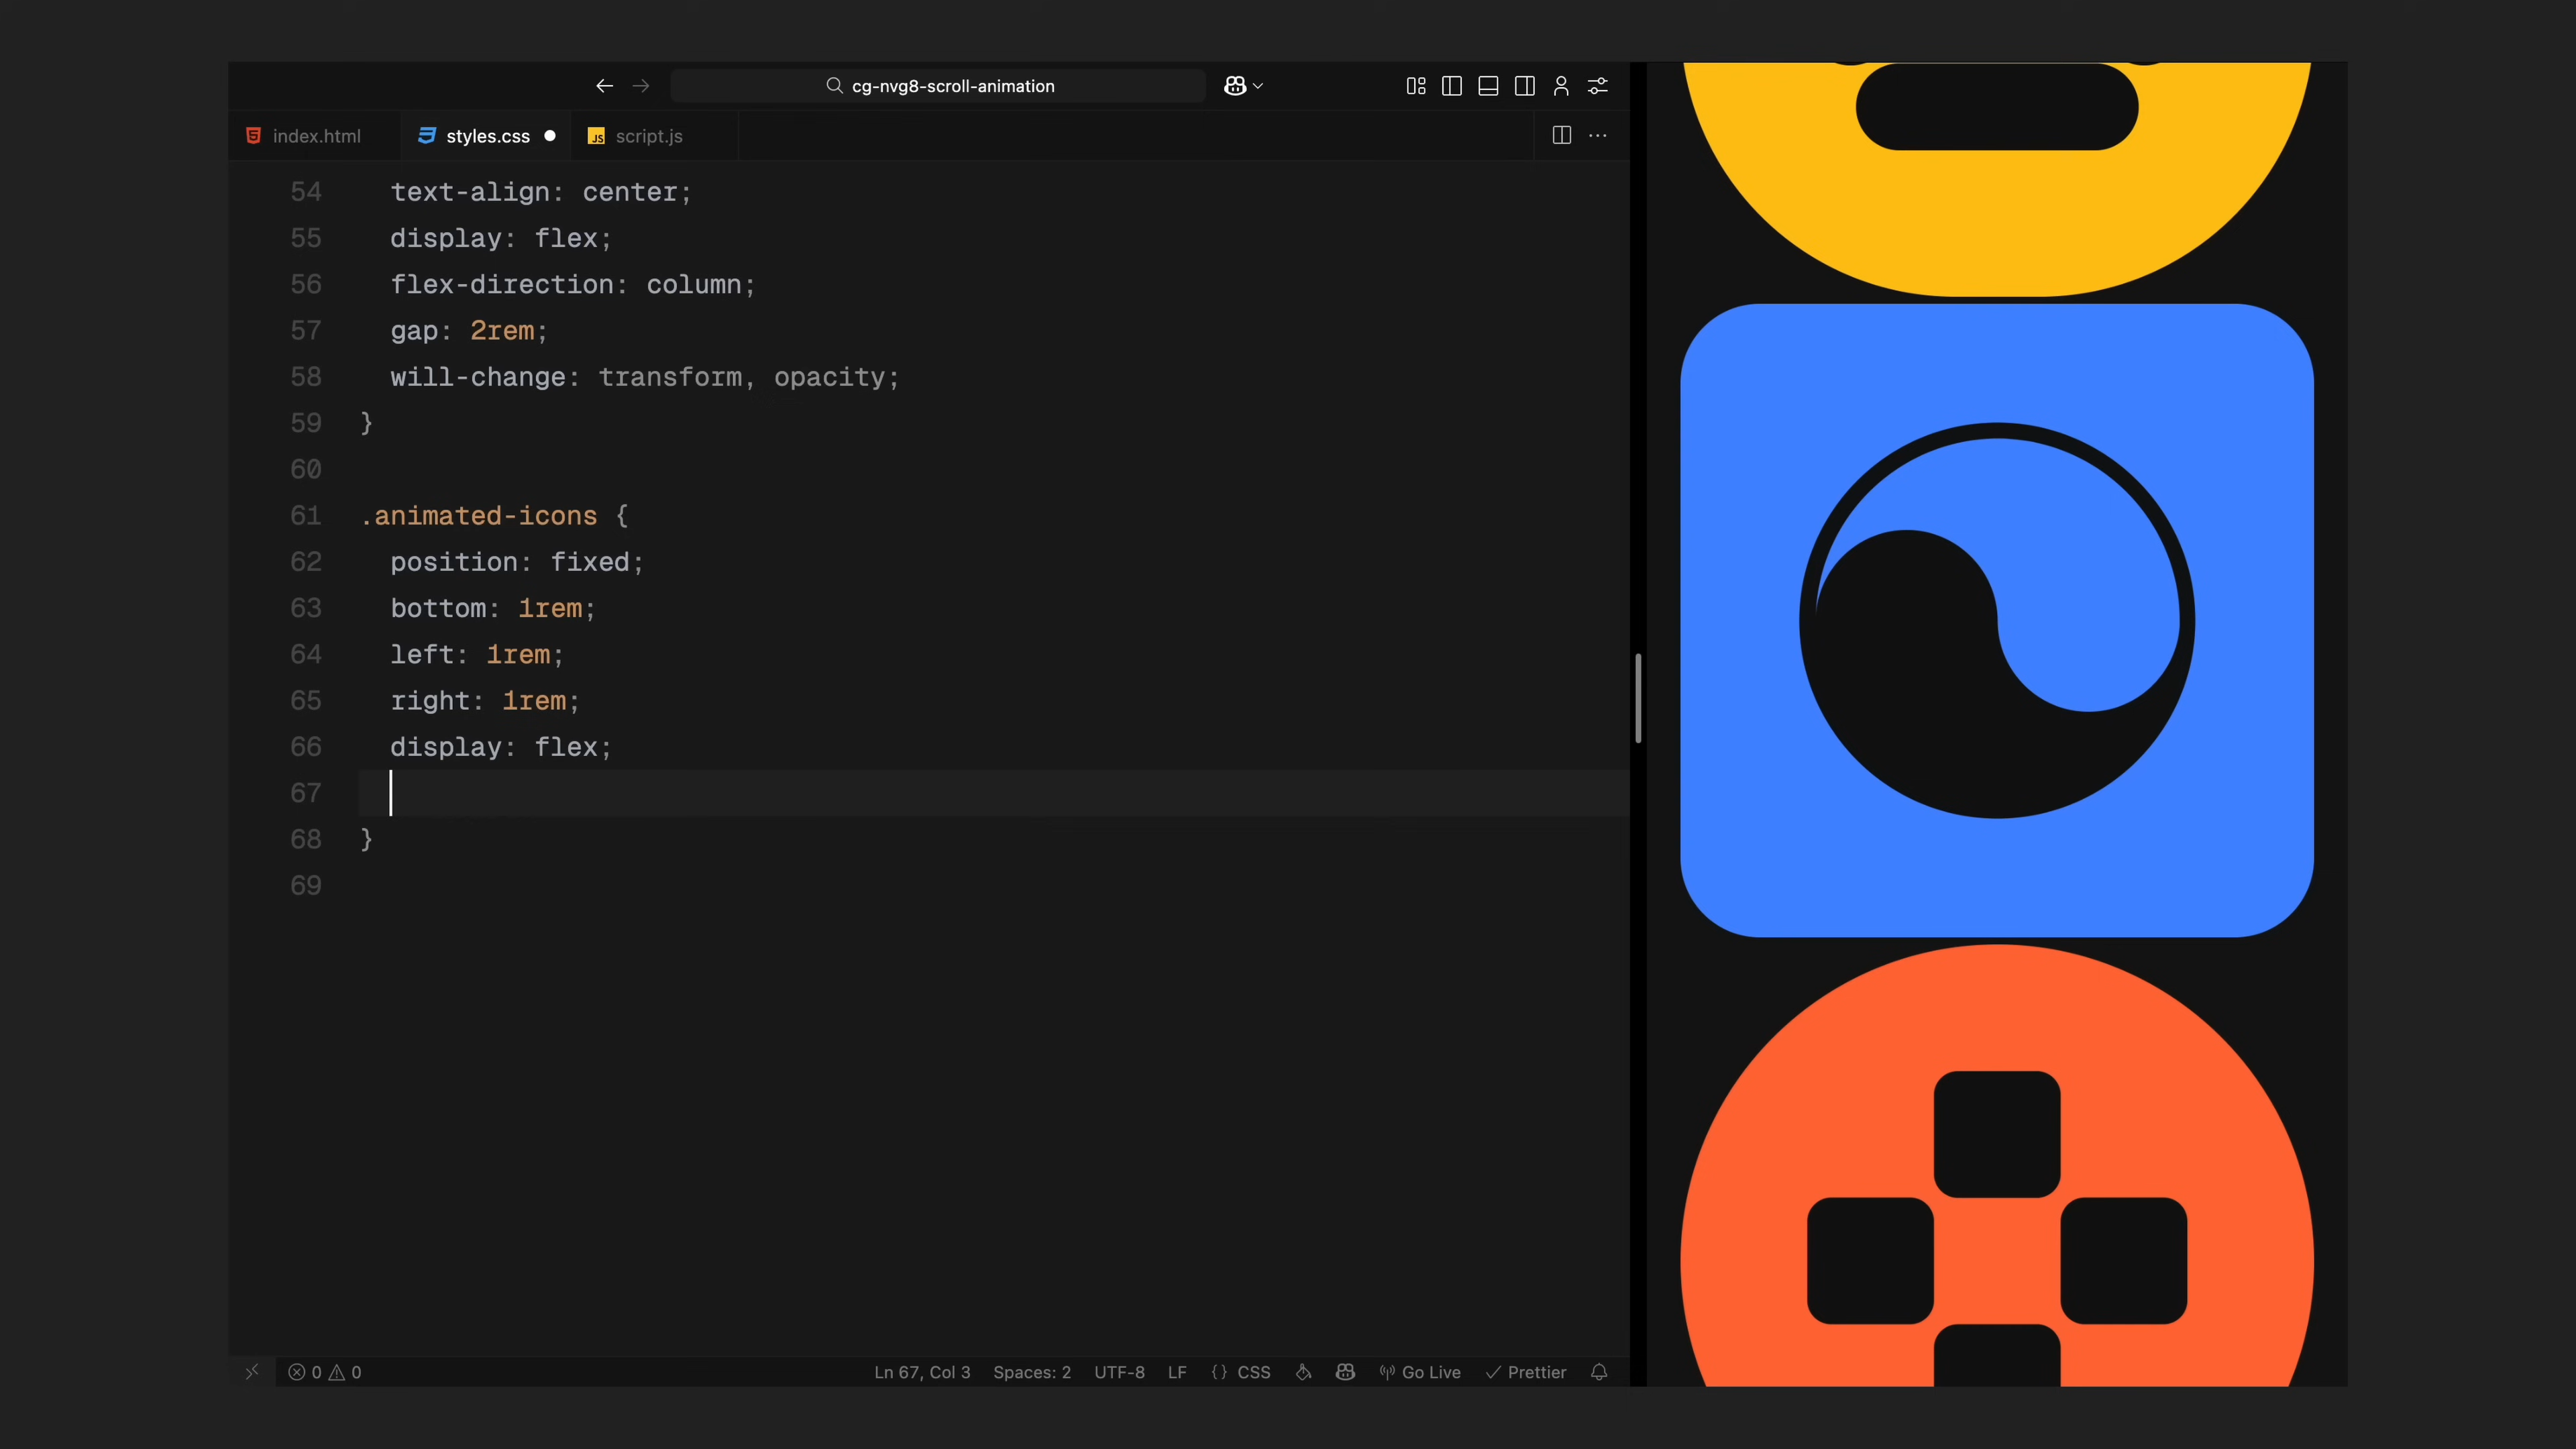 cg-nvg8-scroll-animation
index.html styles.css JS script.js
54 text-align: center;
55 display: flex;
56 flex-direction: column;
57 gap: 2rem;
58 will-change: transform, opacity;
59 }
60
61 .animated-icons {
62 position: fixed;
63 bottom: 1rem;
64 left: 1rem;
65 right: 1rem;
66 display: flex;
67
68 }
69
0 0 Ln 67, Col 3 Spaces: 2 UTF-8 LF {} CSS Go Live Prettier